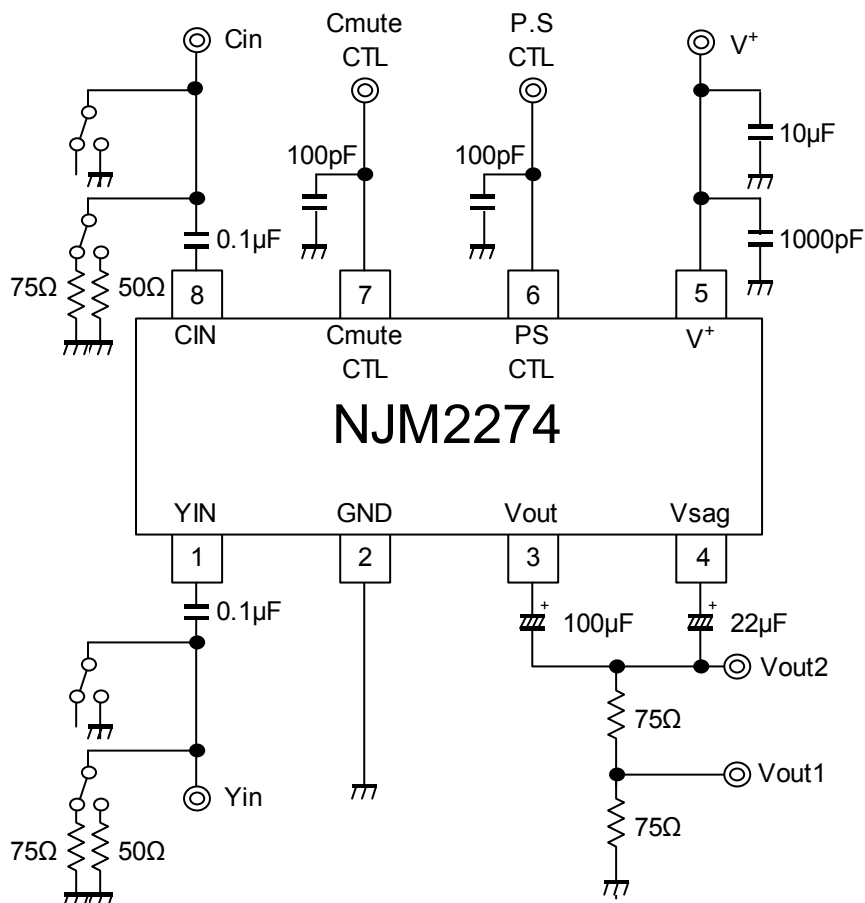 Cin
Cmute
CTL
P.S
CTL
V+
10µF
100pF
100pF
0.1µF
1000pF
75Ω
50Ω
8
7
6
5
CIN
Cmute
CTL
PS
CTL
V+
NJM2274
YIN
GND
Vout
Vsag
1
2
3
4
0.1µF
+
100µF
+
22µF
Vout2
75Ω
Vout1
Yin
75Ω
75Ω
50Ω